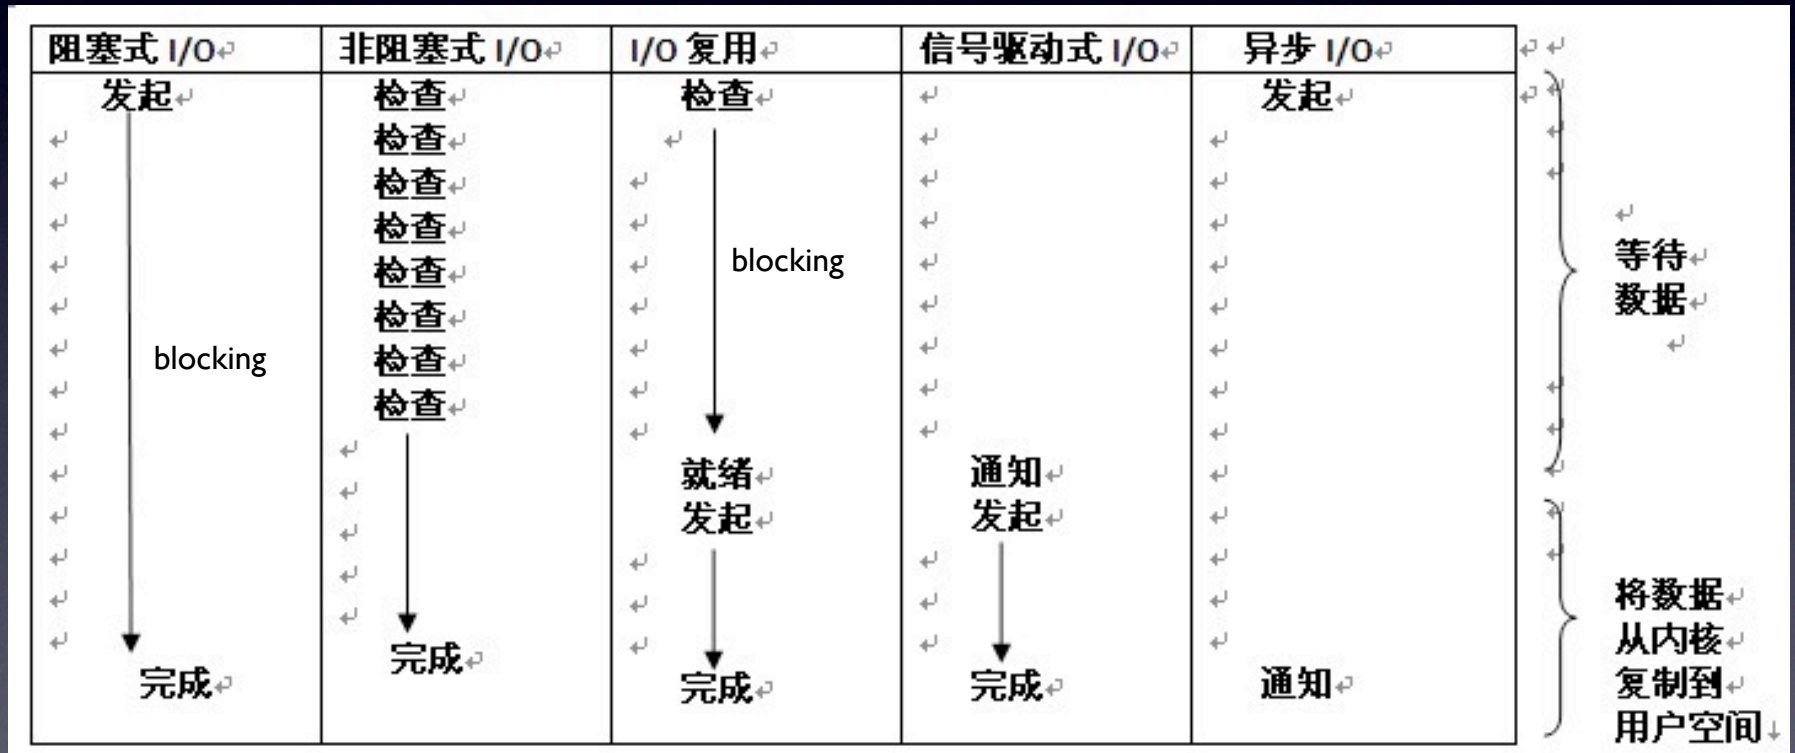 阻塞式 I/O
非阻塞式 I/O
I/O 复用
信号驱动式 I/O
异步 I/O
发起
blocking
完成
检查
检查
检查
检查
检查
检查
检查
检查
完成
检查
blocking
就绪
发起
完成
通知
发起
完成
发起
通知
等待
数据
将数据
从内核
复制到
用户空间